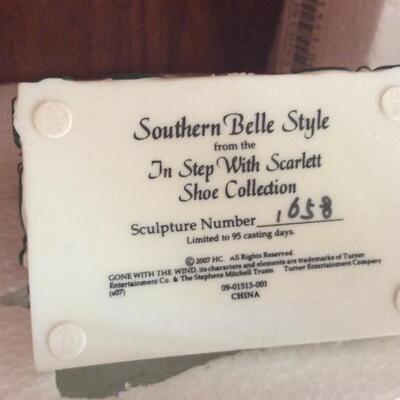 Southern Belle Style
from the
In Step With Scarlett
Shoe Collection
Sculpture Number 1658
Limited to 95 casting days.
© 2007 HC. All Rights Reserved.
GONE WITH THE WIND, its characters and elements are trademarks of Turner
Entertainment Co. & The Stephens Mitchell Trusts. Turner Entertainment Company
(s07)
09-01513-001
CHINA